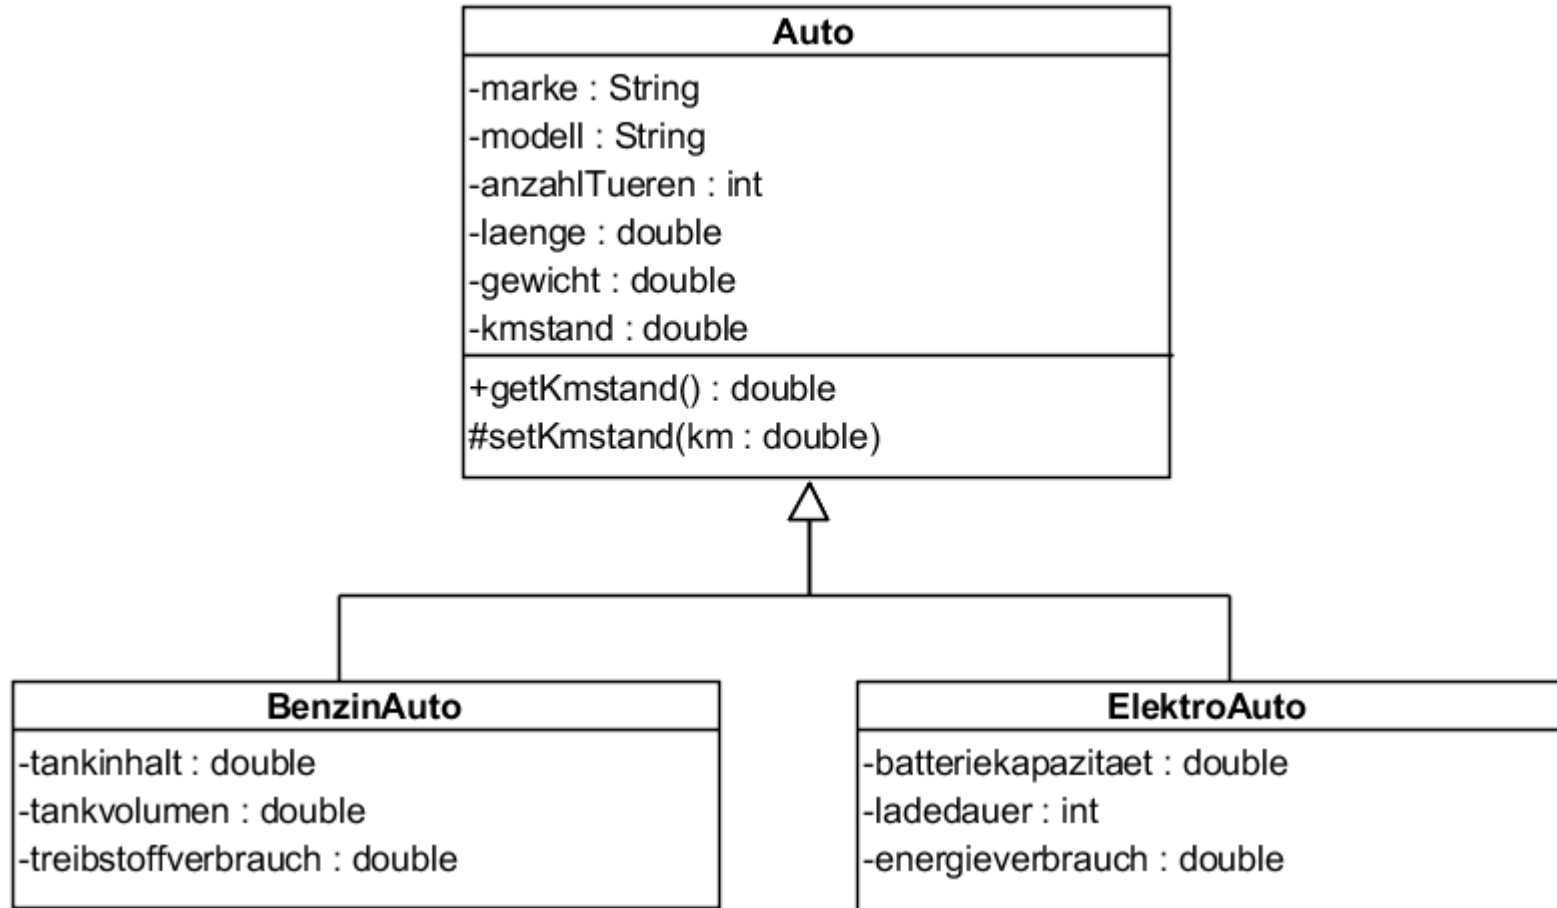 Auto
-marke : String
-modell : String
-anzahlTueren : int
-laenge : double
-gewicht : double
-kmstand : double
+getKmstand() : double
#setKmstand(km : double)
BenzinAuto
-tankinhalt : double
-tankvolumen : double
-treibstoffverbrauch : double
ElektroAuto
-batteriekapazitaet : double
-ladedauer : int
-energieverbrauch : double